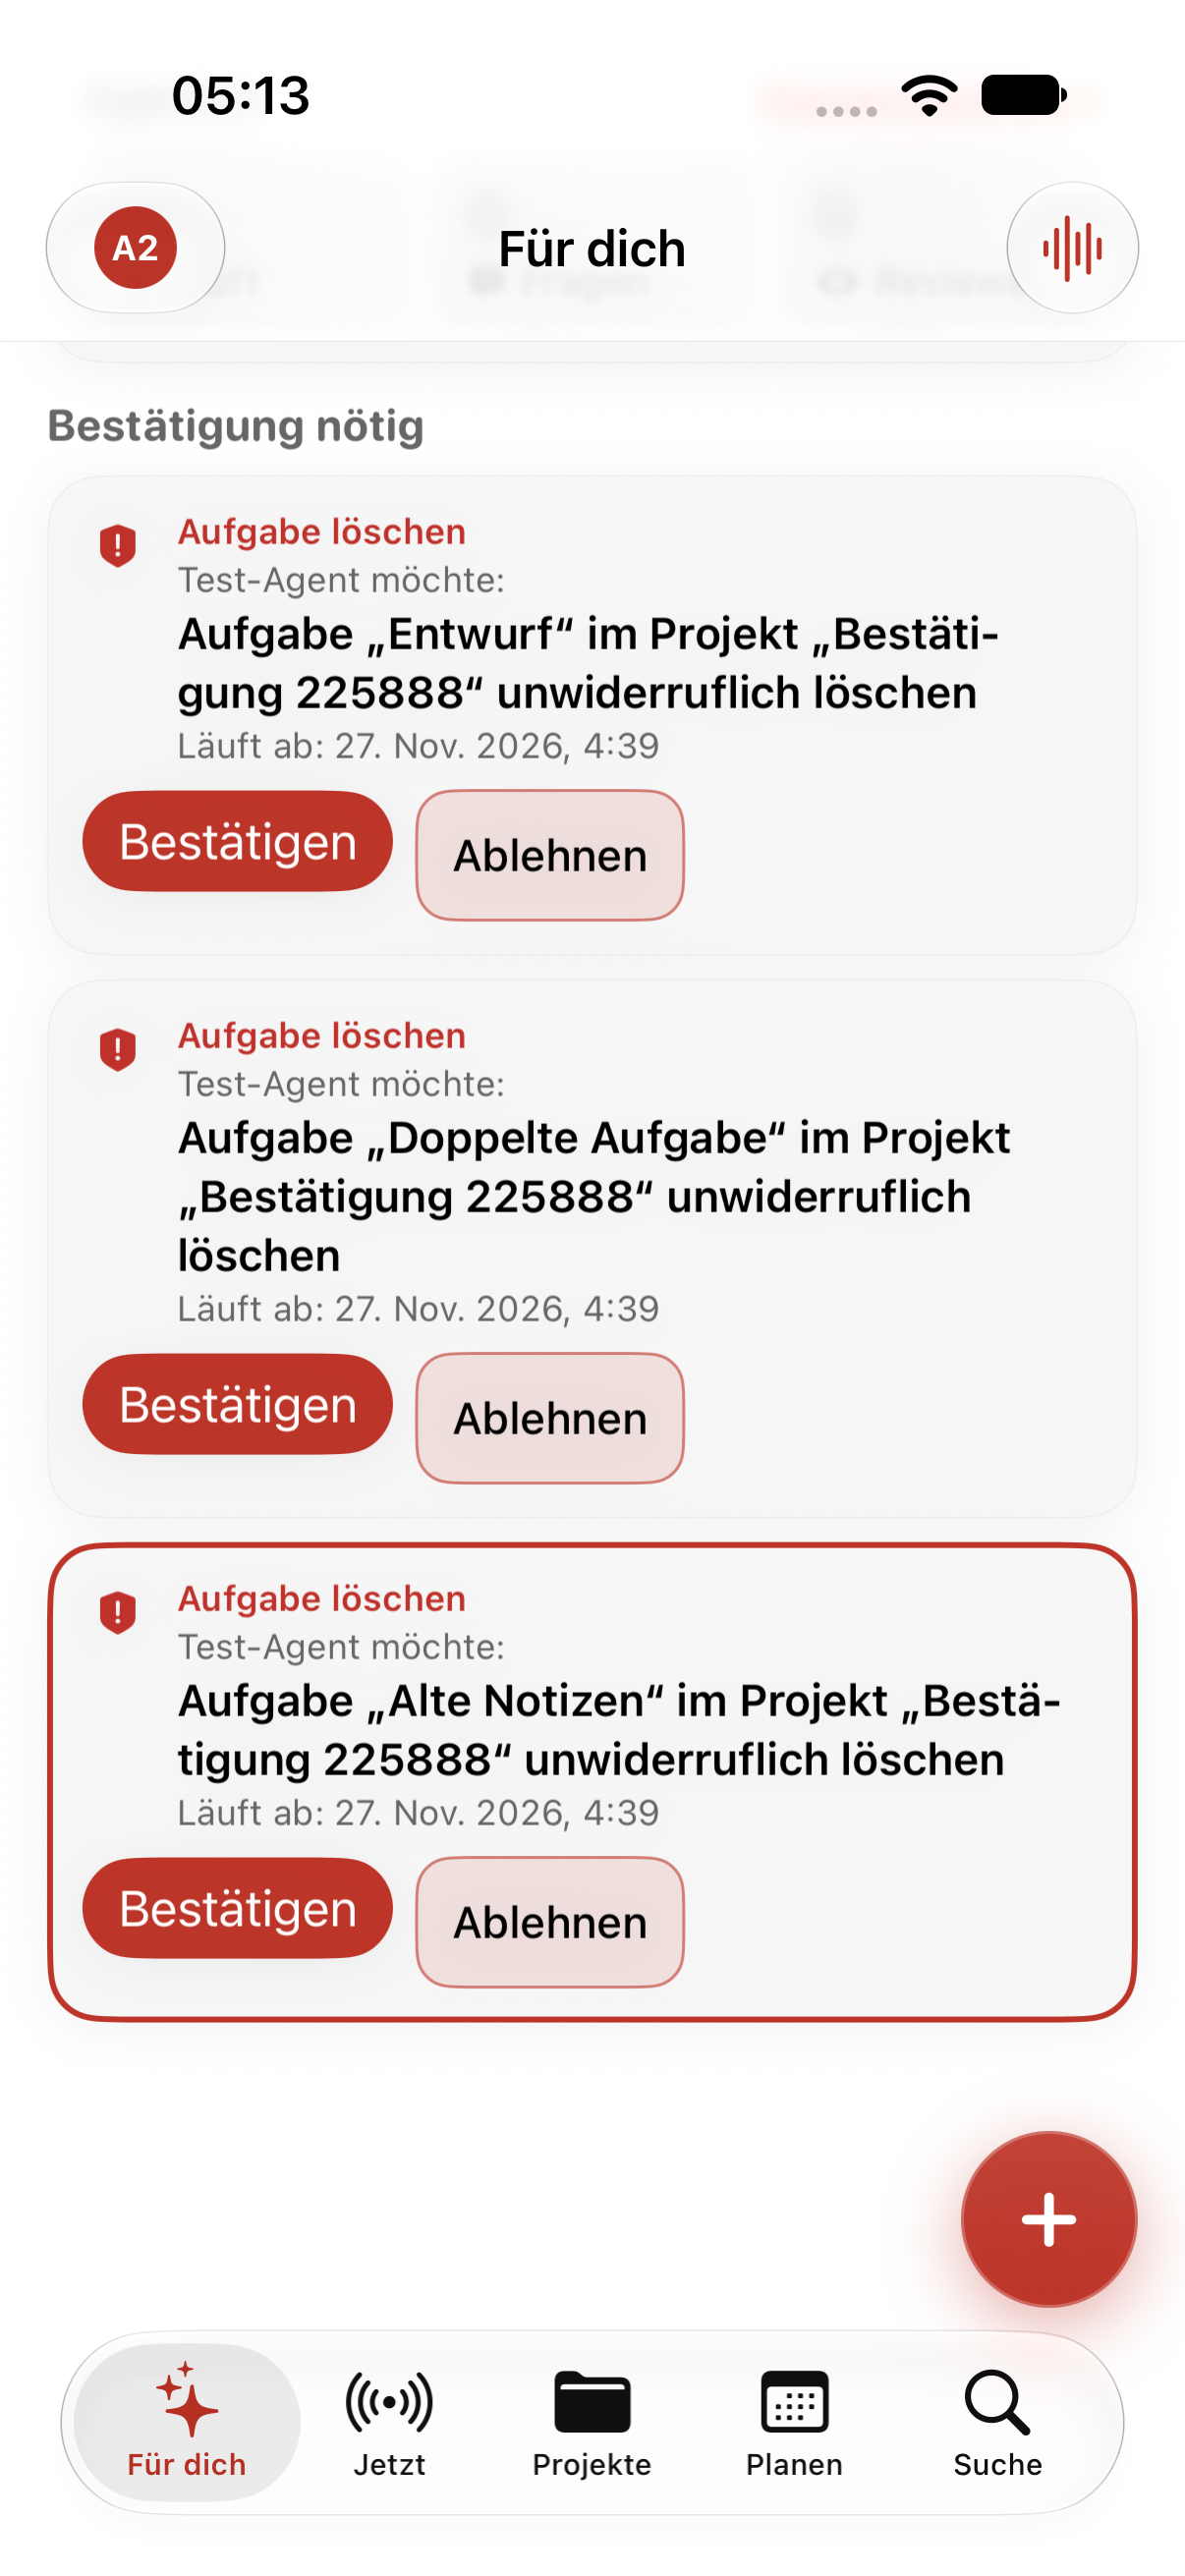 05:13
A2
Für dich
Fragen
Bestätigung nötig
Aufgabe löschen
Test-Agent möchte:
Aufgabe „Entwurf“ im Projekt „Bestäti-
gung 225888“ unwiderruflich löschen
Läuft ab: 27. Nov. 2026, 4:39
Bestätigen
Ablehnen
Aufgabe löschen
Test-Agent möchte:
Aufgabe „Doppelte Aufgabe“ im Projekt
„Bestätigung 225888“ unwiderruflich
löschen
Läuft ab: 27. Nov. 2026, 4:39
Bestätigen
Ablehnen
Aufgabe löschen
Test-Agent möchte:
Aufgabe „Alte Notizen“ im Projekt „Bestä-
tigung 225888“ unwiderruflich löschen
Läuft ab: 27. Nov. 2026, 4:39
Bestätigen
Ablehnen
Für dich
Jetzt
Projekte
Planen
Suche